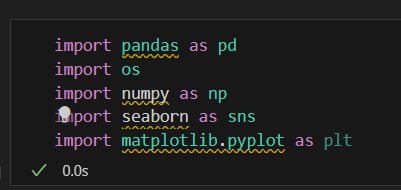 import pandas as pd
import os
import numpy as np
import seaborn as sns
import matplotlib.pyplot as plt
0.0s